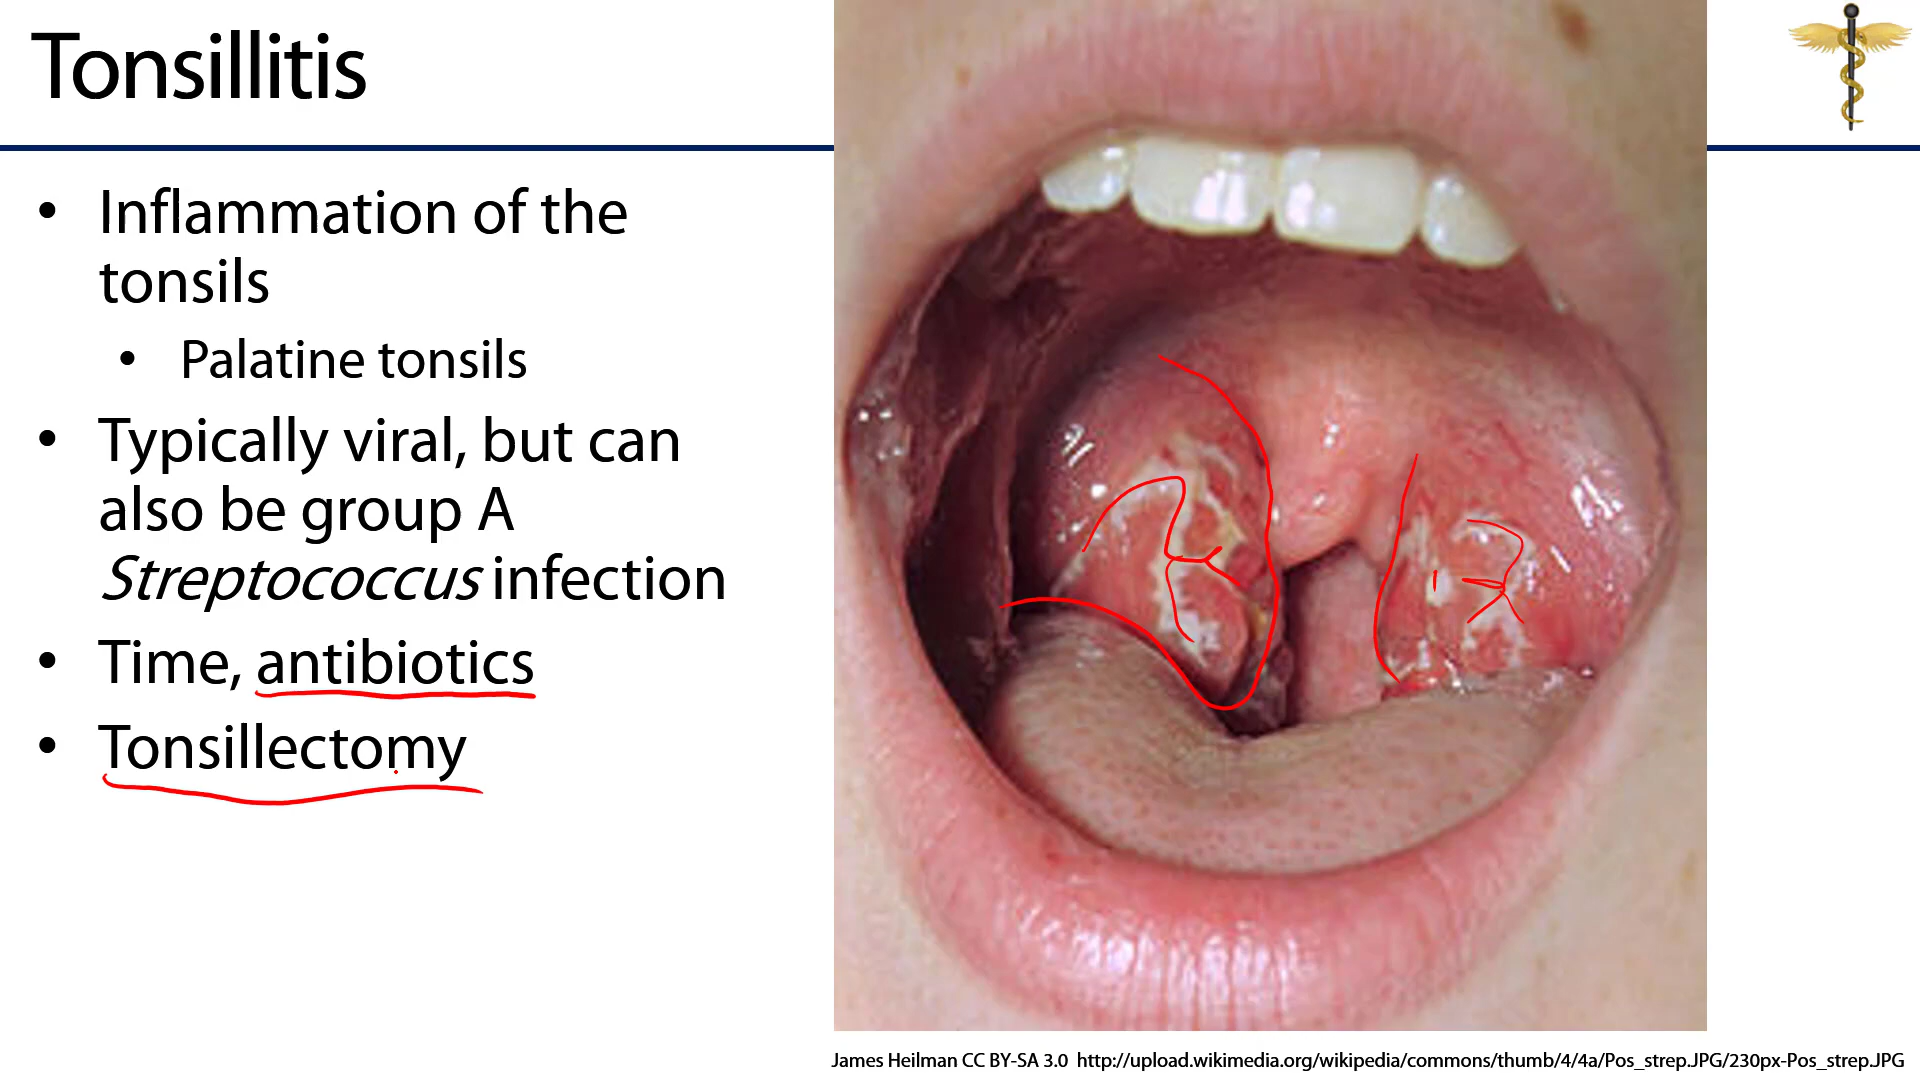 Tonsillitis
• Inflammation of the
tonsils
• Palatine tonsils
• Typically viral, but can
also be group A
Streptococcus infection
• Time, antibiotics
• Tonsillectomy
James Heilman CC BY-SA 3.0 http://upload.wikimedia.org/wikipedia/commons/thumb/4/4a/Pos_strep.JPG/230px-Pos_strep.JPG